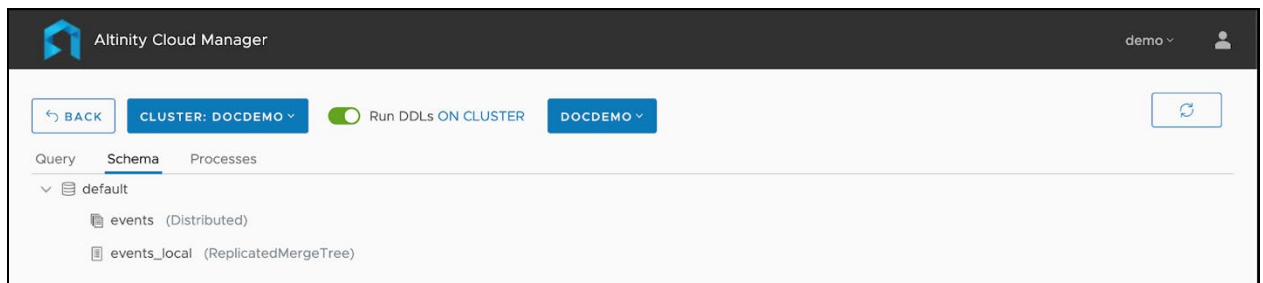 Altinity Cloud Manager demo
BACK CLUSTER: DOCDEMO Run DDLs ON CLUSTER DOCDEMO
Query Schema Processes
default
events (Distributed)
events_local (ReplicatedMergeTree)